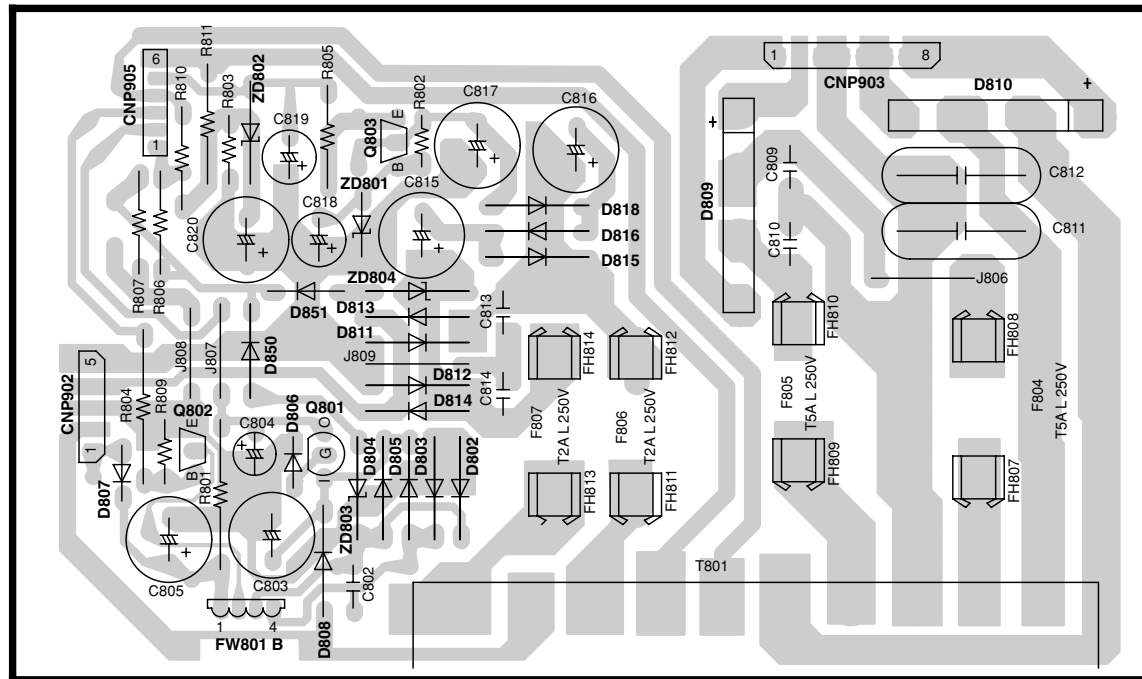 R811
6
R810
R803
ZD802
R805
R802
C817
C816
1
8
CNP903
D810
+
CNP905
C819
Q803
E
B
+
+
+
+
D809
C809
C812
1
ZD801
C815
C820
C818
D818
D816
D815
C810
C811
+
+
+
R807
R806
ZD804
D851
D813
D811
C813
J806
FH810
FH808
J808
J807
D850
J809
FH814
FH812
CNP902
5
1
R804
R809
Q802
E
B
D806
Q801
O
G
I
D812
D814
C814
F807
T2A L 250V
F806
T2A L 250V
F805
T5A L 250V
F804
T5A L 250V
C804
+
D804
D805
D803
D802
D807
R801
FH813
FH811
FH809
FH807
ZD803
+
C805
C803
C802
T801
1
4
FW801 B
D808